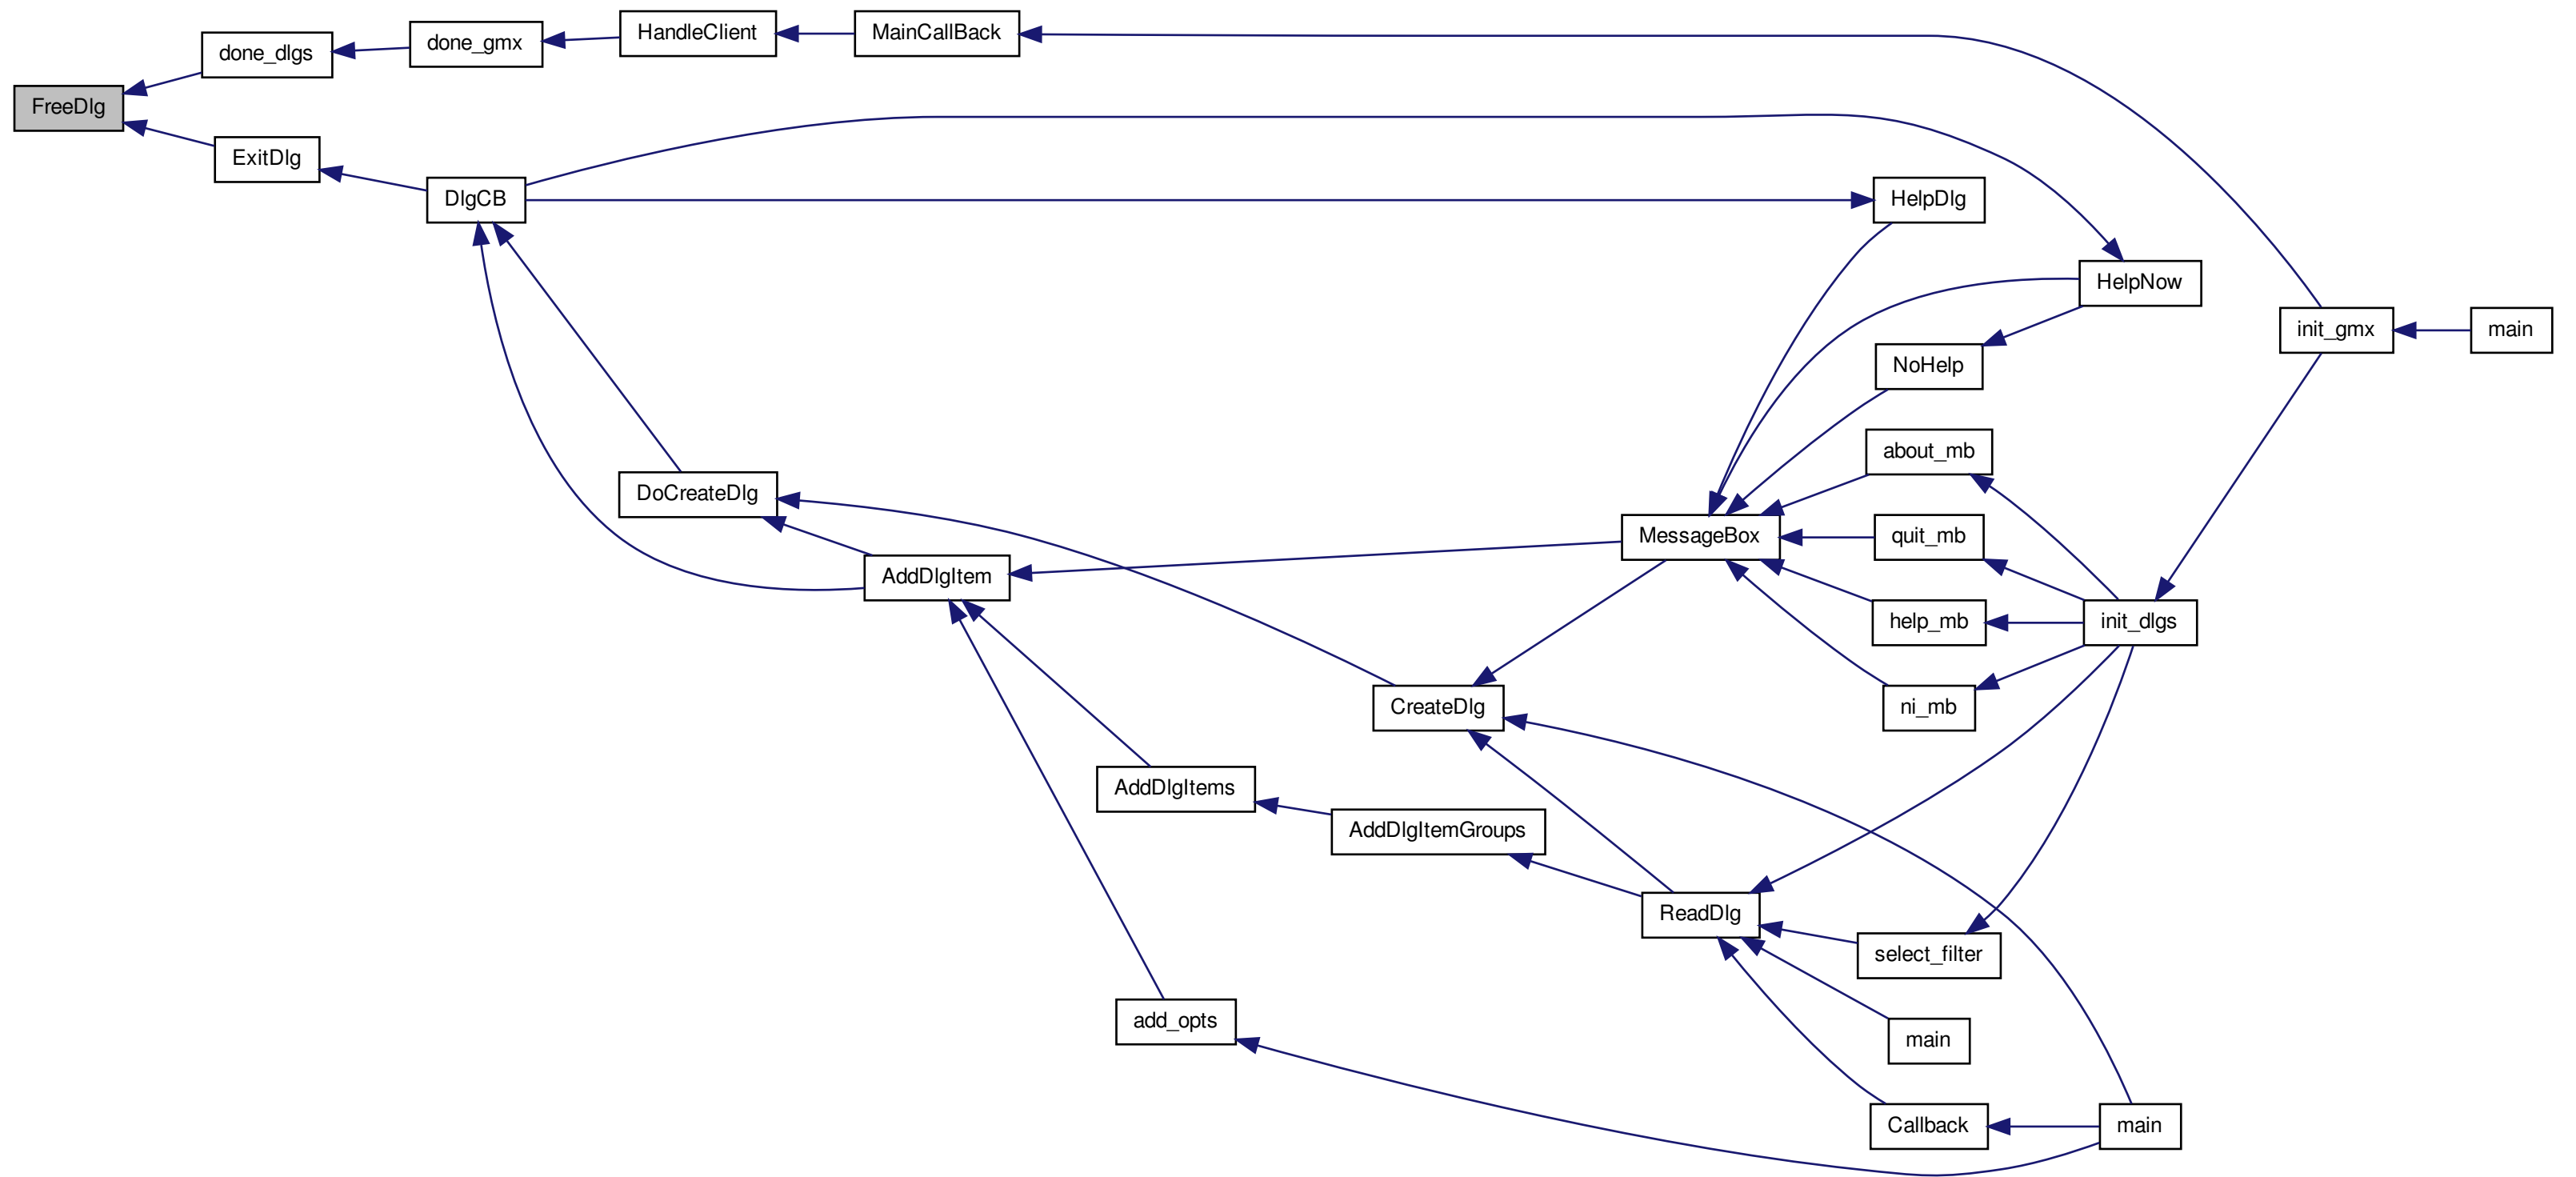 HandleClient
MainCallBack
done_gmx
done_dlgs
FreeDlg
ExitDlg
DlgCB
HelpDlg
HelpNow
init_gmx
main
NoHelp
about_mb
DoCreateDlg
MessageBox
quit_mb
AddDlgItem
help_mb
init_dlgs
CreateDlg
ni_mb
AddDlgItems
AddDlgItemGroups
ReadDlg
select_filter
add_opts
main
Callback
main